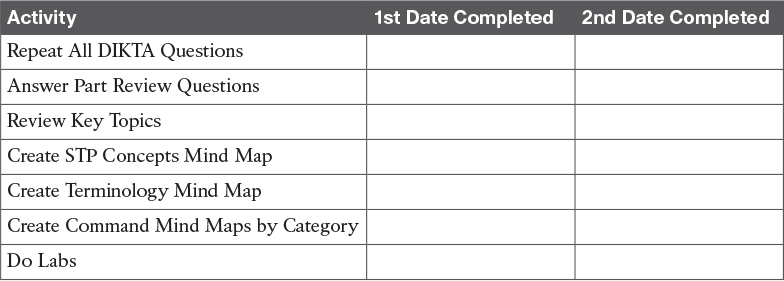 Activity 1st Date Completed 2nd Date Completed
Repeat All DIKTA Questions
Answer Part Review Questions
Review Key Topics
Create STP Concepts Mind Map
Create Terminology Mind Map
Create Command Mind Maps by Category
Do Labs